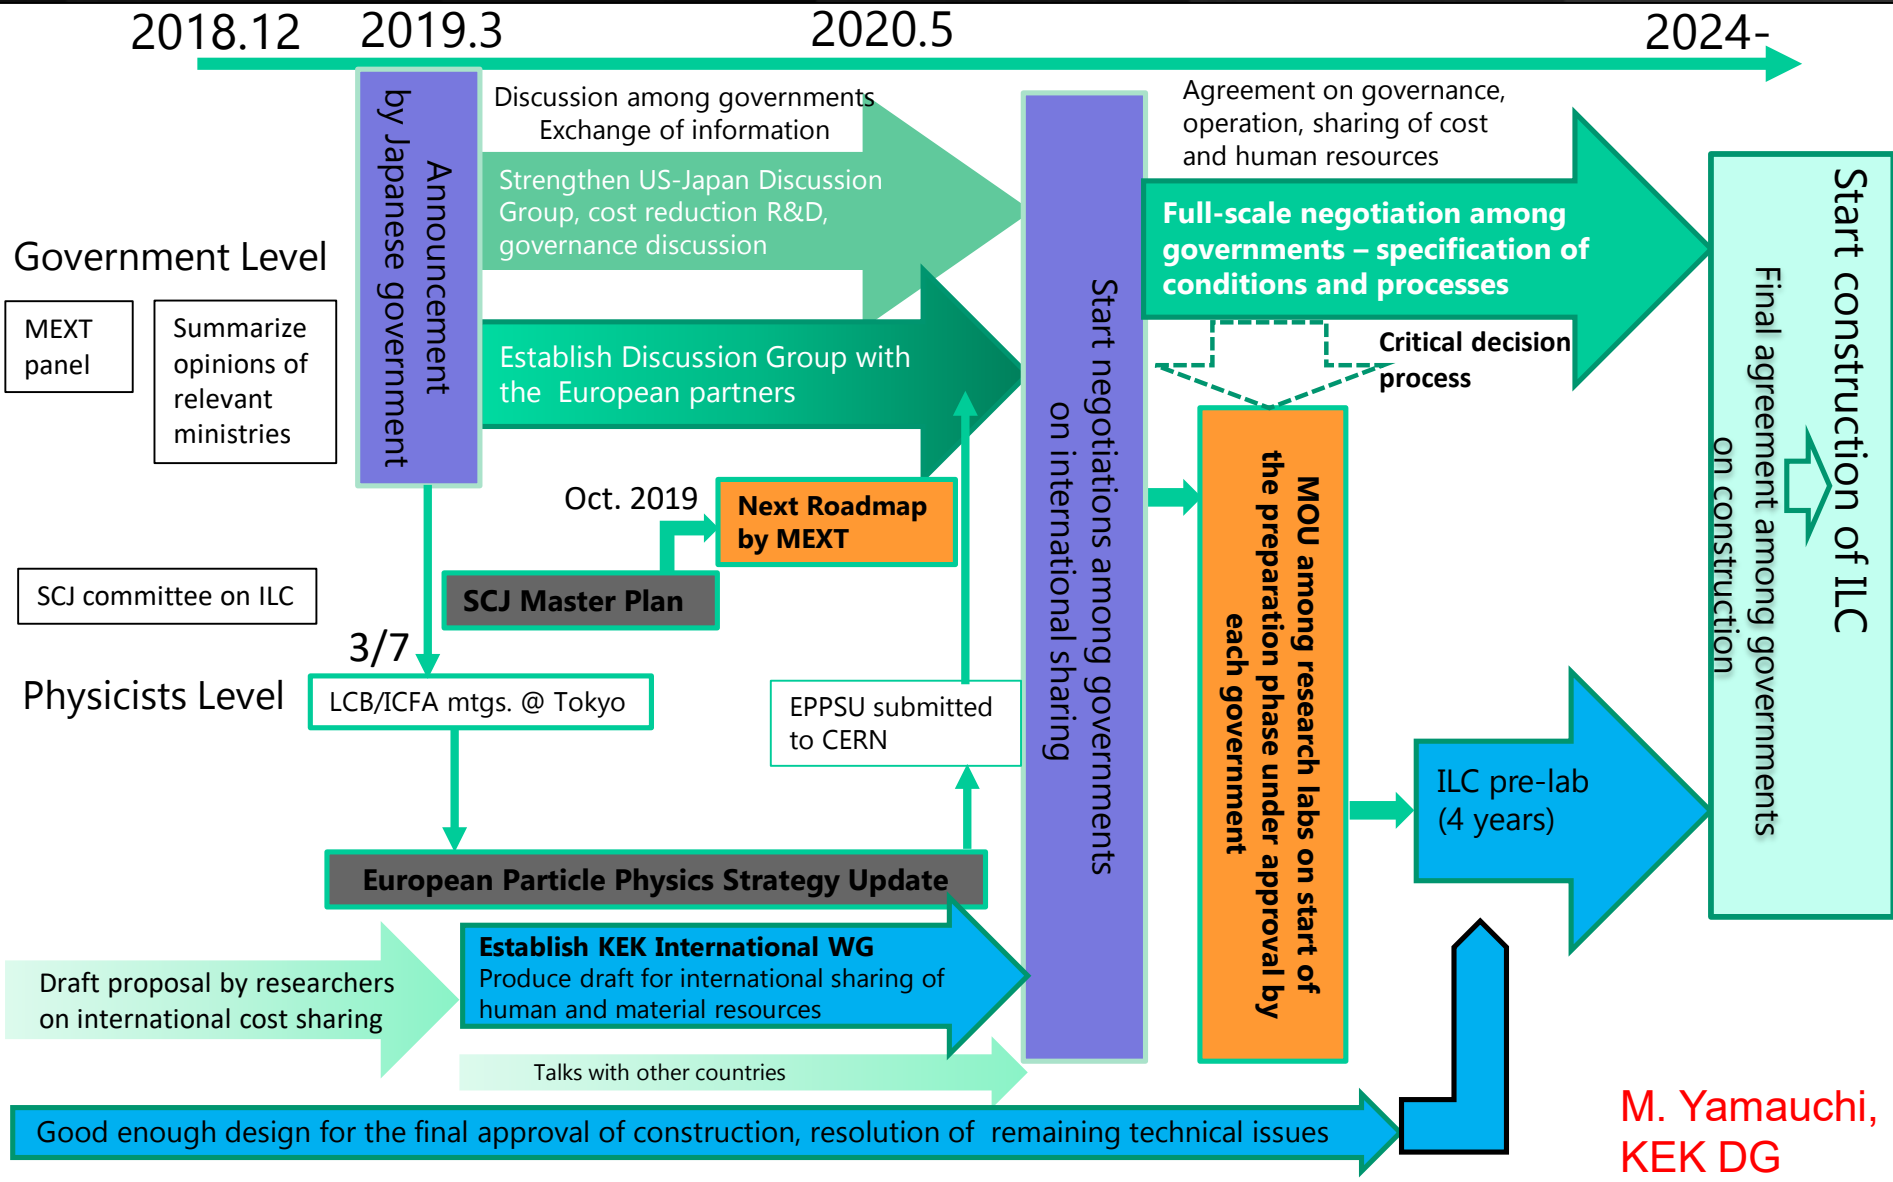 2018.12
2019.3
2020.5
2024-
Announcement
by Japanese government
Discussion among governments
Exchange of information
Strengthen US-Japan Discussion
Group, cost reduction R&D,
governance discussion
Agreement on governance,
operation, sharing of cost
and human resources
Full-scale negotiation among
governments – specification of
conditions and processes
Government Level
MEXT
panel
Summarize
opinions of
relevant
ministries
Establish Discussion Group with
the European partners
Critical decision
process
Start negotiations among governments
on international sharing
MOU among research labs on start of
the preparation phase under approval by
each government
Start construction of ILC
Final agreement among governments
on construction
Oct. 2019
Next Roadmap
by MEXT
SCJ committee on ILC
SCJ Master Plan
3/7
Physicists Level
LCB/ICFA mtgs. @ Tokyo
EPPSU submitted
to CERN
ILC pre-lab
(4 years)
European Particle Physics Strategy Update
Establish KEK International WG
Produce draft for international sharing of
human and material resources
Draft proposal by researchers
on international cost sharing
Talks with other countries
Good enough design for the final approval of construction, resolution of remaining technical issues
M. Yamauchi,
KEK DG